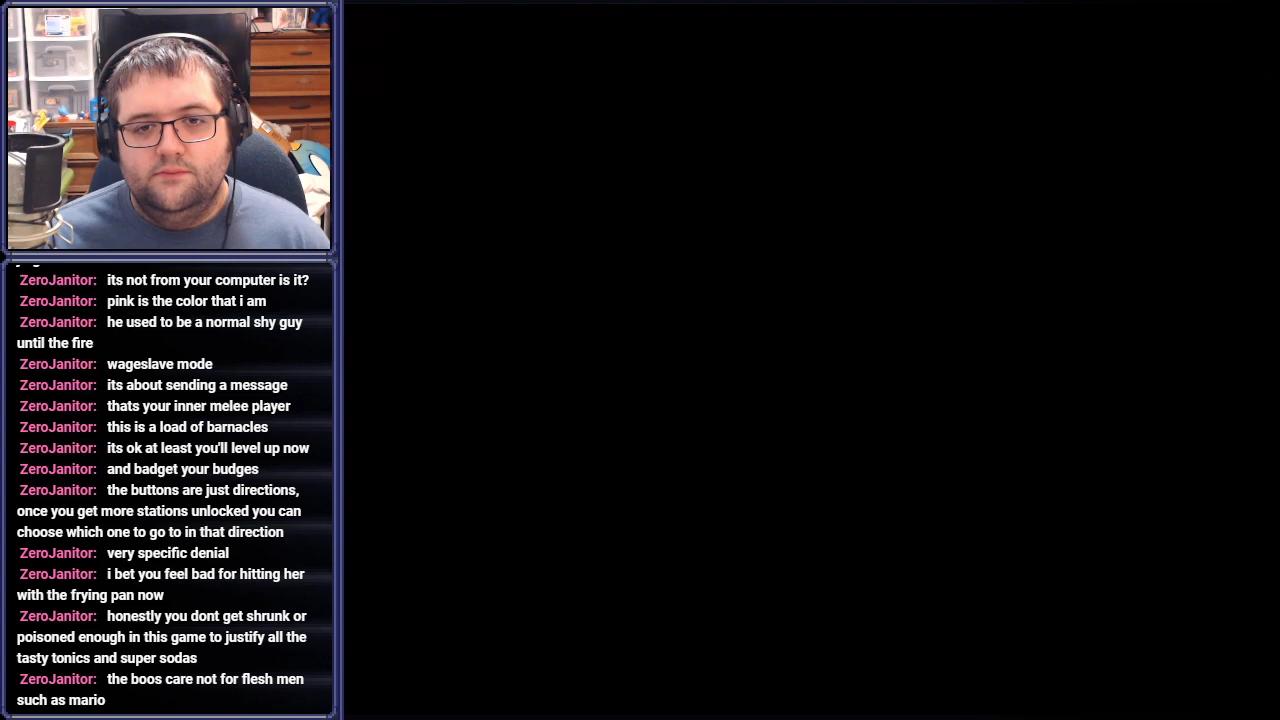 ZeroJanitor: its not from your computer is it?
ZeroJanitor: pink is the color that i am
ZeroJanitor: he used to be a normal shy guy
until the fire
ZeroJanitor: wageslave mode
ZeroJanitor: its about sending a message
ZeroJanitor: thats your inner melee player
ZeroJanitor: this is a load of barnacles
ZeroJanitor: its ok at least you'll level up now
ZeroJanitor: and badget your budges
ZeroJanitor: the buttons are just directions,
once you get more stations unlocked you can
choose which one to go to in that direction
ZeroJanitor: very specific denial
ZeroJanitor: i bet you feel bad for hitting her
with the frying pan now
ZeroJanitor: honestly you dont get shrunk or
poisoned enough in this game to justify all the
tasty tonics and super sodas
ZeroJanitor: the boos care not for flesh men
such as mario